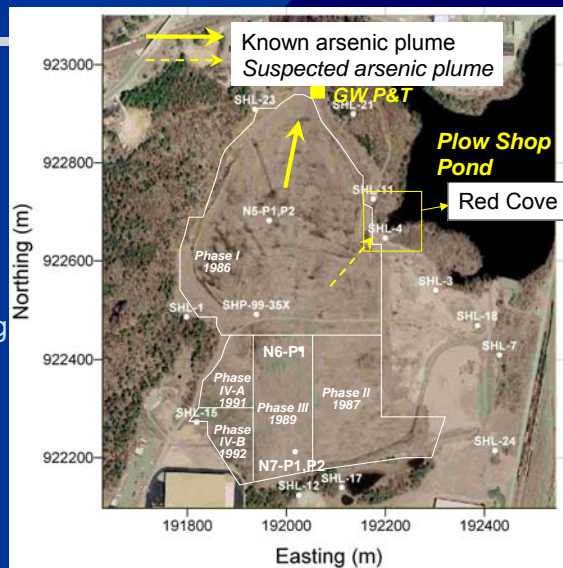 Known arsenic plume
Suspected arsenic plume
GW P&T
923000
SHL-23
SHL-21
922800
Plow Shop
Pond
SHL-11
Red Cove
N5-P1,P2
SHL-4
Northing (m)
Phase I
1986
922600
SHL-3
SHL-1
SHP-99-35X
SHL-18
ng
N6-P1
SHL-7
922400
Phase
IV-A
1991
Phase III
1989
Phase II
1987
SHL-15
Phase
IV-B
1992
SHL-24
922200
N7-P1,P2
SHL-17
SHL-12
191800
192000
192200
192400
Easting (m)